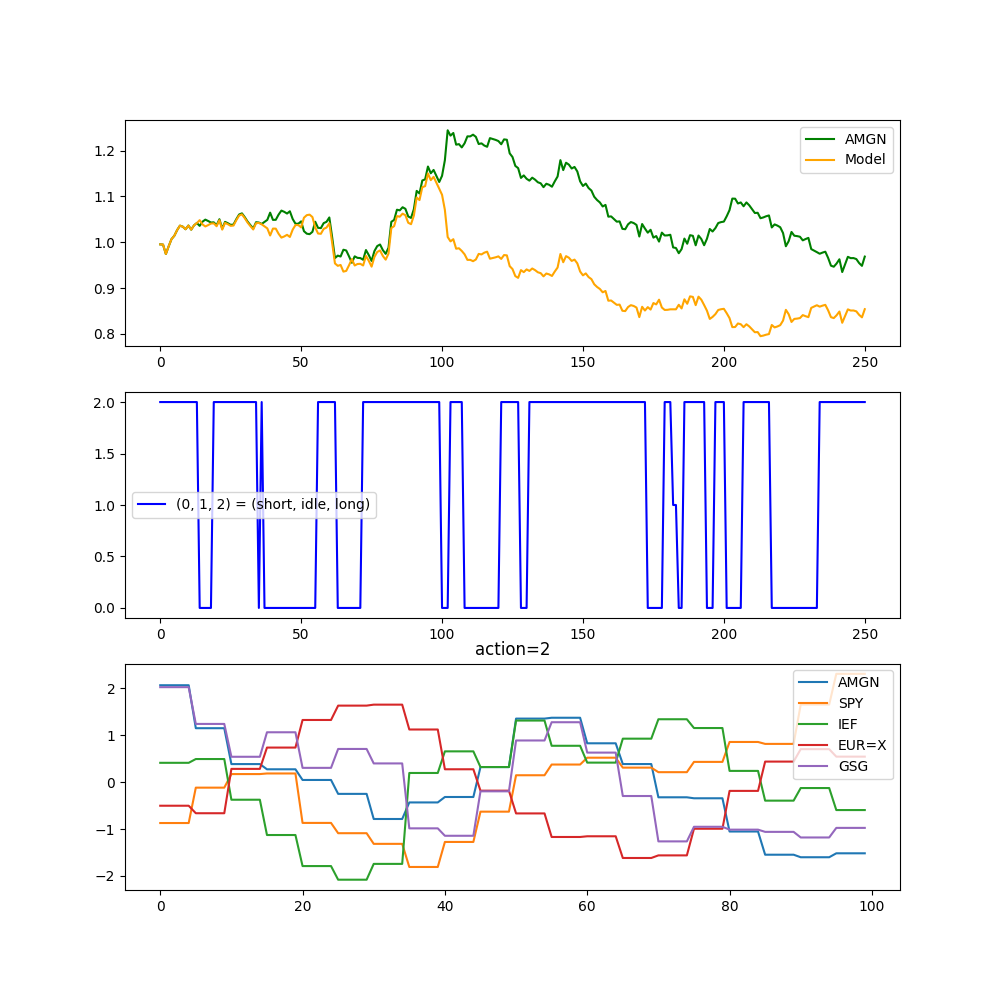 AMGN
Model
1.2
1.1
1.0
0.9
0.8
0 50 100 150 200 250
2.0
1.5
1.0
0.5
0.0
(0, 1, 2) = (short, idle, long)
0 50 100 150 200 250
action=2
AMGN
SPY
IEF
EUR=X
GSG
2
1
0
−1
−2
0 20 40 60 80 100